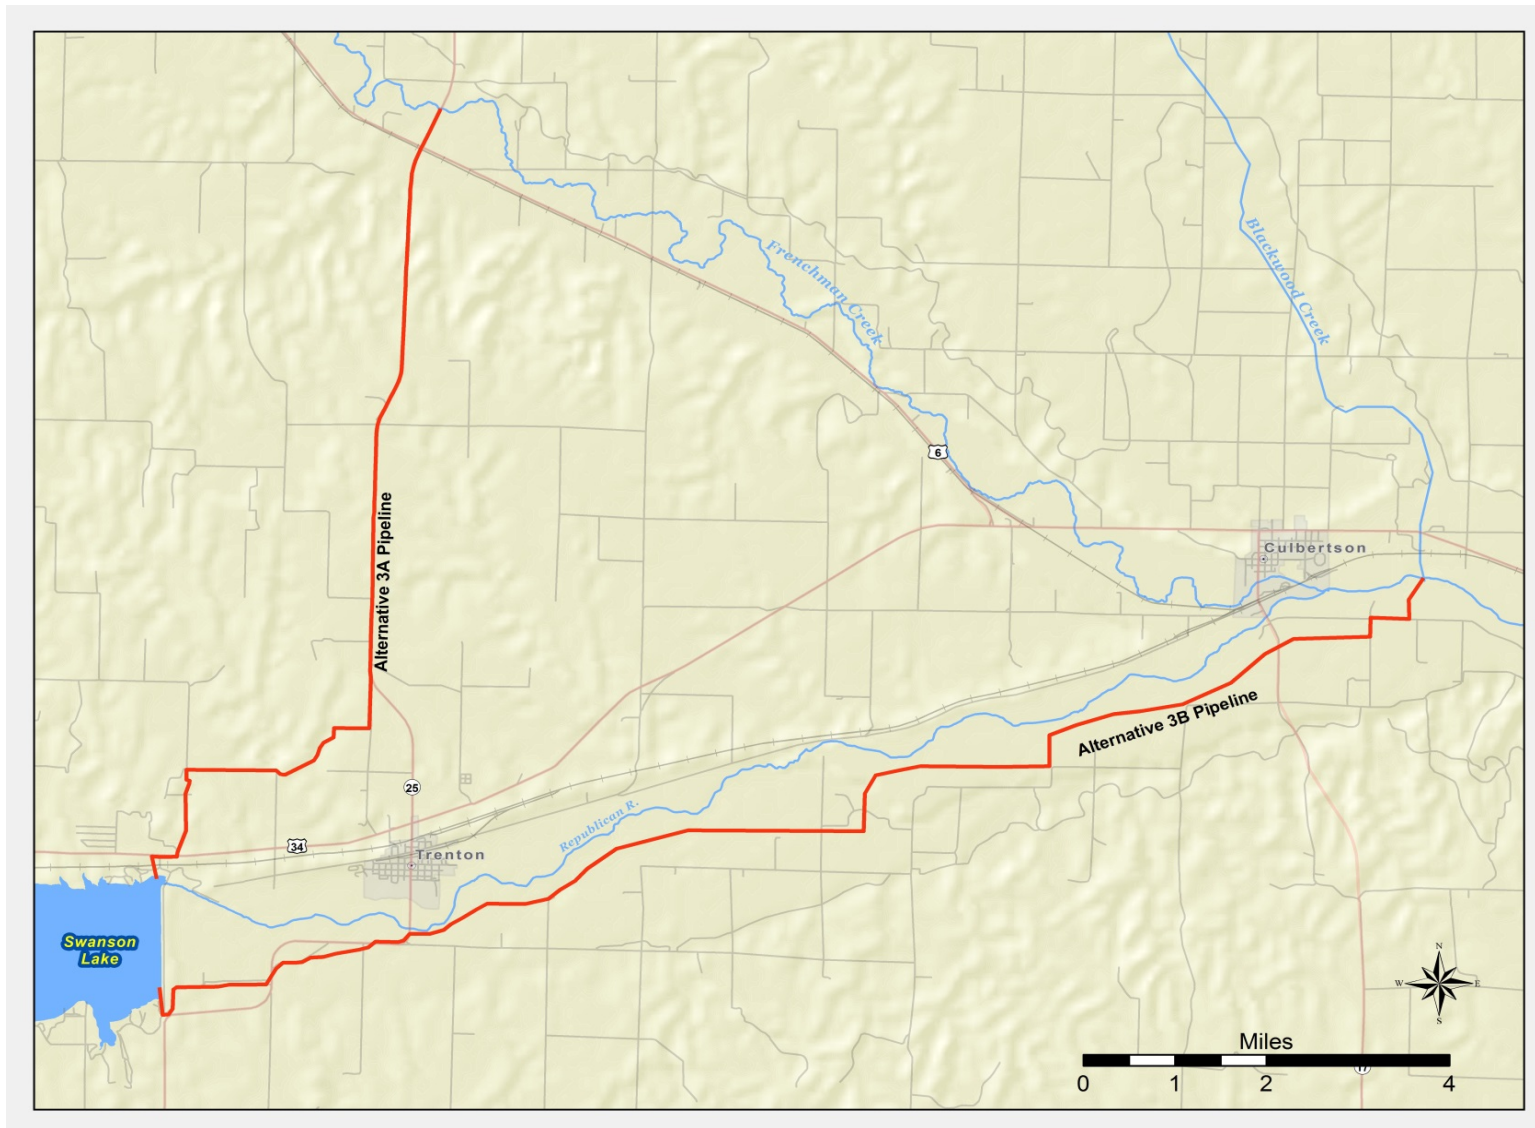 Frenchman Creek
Blackwood Creek
6
Culbertson
Alternative 3A Pipeline
Alternative 3B Pipeline
25
Republican R.
34
Trenton
Swanson
Lake
N
W
E
S
Miles
0
1
2
4
17